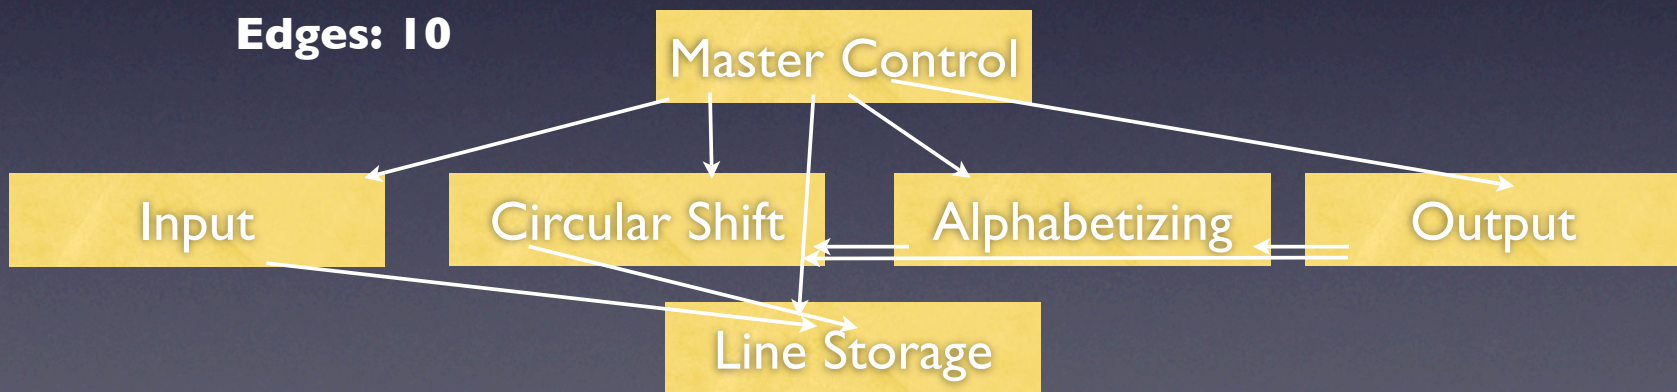 Edges: 10
Master Control
Input
Circular Shift
Alphabetizing
Output
Line Storage